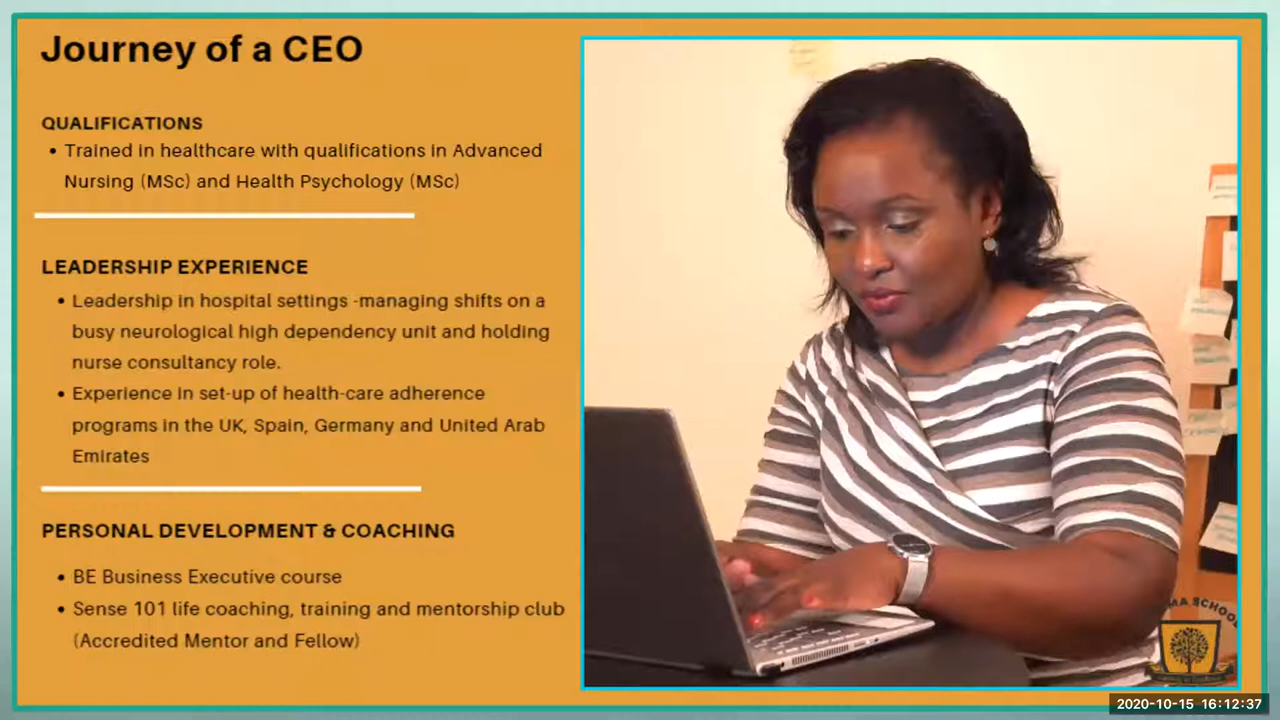 Journey of a CEO
QUALIFICATIONS
• Trained in healthcare with qualifications in Advanced
Nursing (MSc) and Health Psychology (MSc)
LEADERSHIP EXPERIENCE
• Leadership in hospital settings -managing shifts on a
busy neurological high dependency unit and holding
nurse consultancy role.
• Experience in set-up of health-care adherence
programs in the UK, Spain, Germany and United Arab
Emirates
PERSONAL DEVELOPMENT & COACHING
• BE Business Executive course
• Sense 101 life coaching, training and mentorship club
(Accredited Mentor and Fellow)
MA SCHOOL
2020-10-15 16:12:37